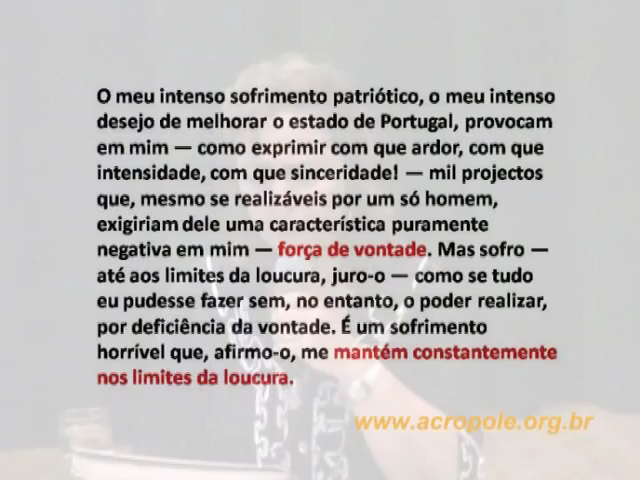 O meu intenso sofrimento patriótico, o meu intenso
desejo de melhorar o estado de Portugal, provocam
em mim — como exprimir com que ardor, com que
intensidade, com que sinceridade! — mil projectos
que, mesmo se realizáveis por um só homem,
exigiriam dele uma característica puramente
negativa em mim — força de vontade. Mas sofro —
até aos limites da loucura, juro-o — como se tudo
eu pudesse fazer sem, no entanto, o poder realizar,
por deficiência da vontade. É um sofrimento
horrível que, afirmo-o, me mantém constantemente
nos limites da loucura.
www.acropole.org.br